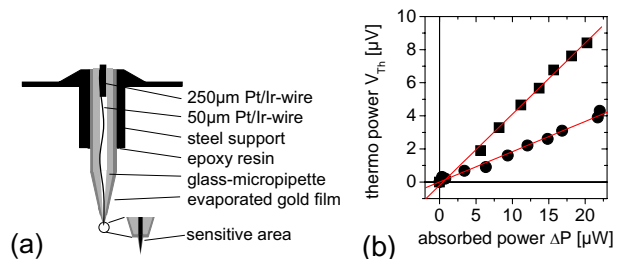 (a)
250µm Pt/Ir-wire
50µm Pt/Ir-wire
steel support
epoxy resin
glass-micropipette
evaporated gold film
sensitive area
(b)
thermo power V_Th [µV]
10
8
6
4
2
0
0 5 10 15 20
absorbed power ΔP [µW]